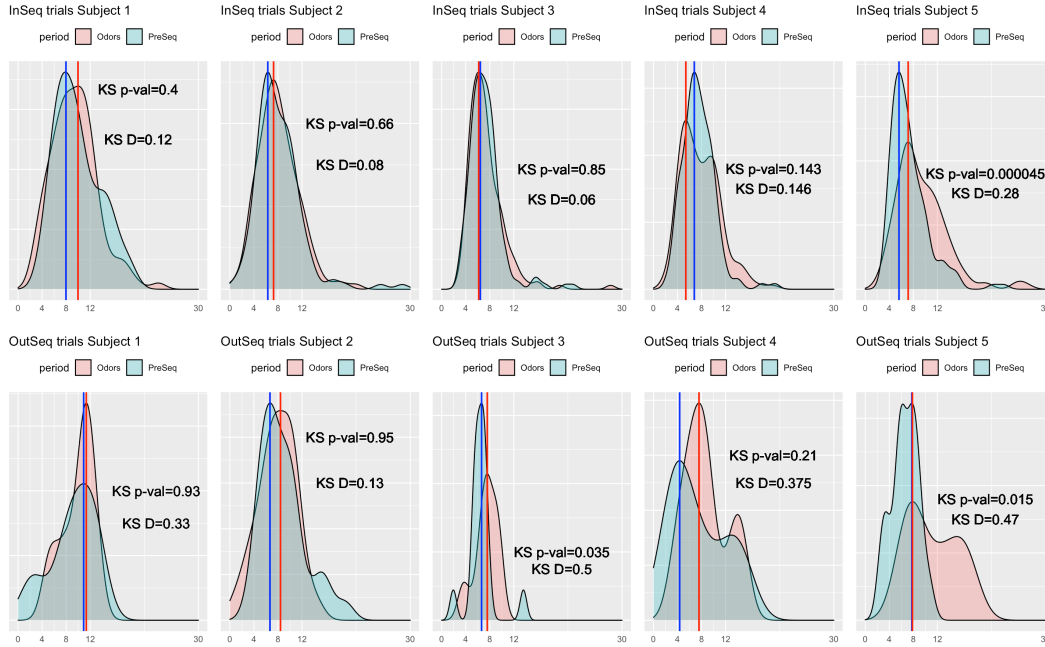 InSeq trials Subject 1
period Odors PreSeq
KS p-val=0.4
KS D=0.12
0 4 8 12 30
InSeq trials Subject 2
period Odors PreSeq
KS p-val=0.66
KS D=0.08
0 4 8 12 30
InSeq trials Subject 3
period Odors PreSeq
KS p-val=0.85
KS D=0.06
0 4 8 12 30
InSeq trials Subject 4
period Odors PreSeq
KS p-val=0.143
KS D=0.146
0 4 8 12 30
InSeq trials Subject 5
period Odors PreSeq
KS p-val=0.000045
KS D=0.28
0 4 8 12
OutSeq trials Subject 1
period Odors PreSeq
KS p-val=0.93
KS D=0.33
0 4 8 12 30
OutSeq trials Subject 2
period Odors PreSeq
KS p-val=0.95
KS D=0.13
0 4 8 12 30
OutSeq trials Subject 3
period Odors PreSeq
KS p-val=0.035
KS D=0.5
0 4 8 12 30
OutSeq trials Subject 4
period Odors PreSeq
KS p-val=0.21
KS D=0.375
0 4 8 12 30
OutSeq trials Subject 5
period Odors PreSeq
KS p-val=0.015
KS D=0.47
0 4 8 12